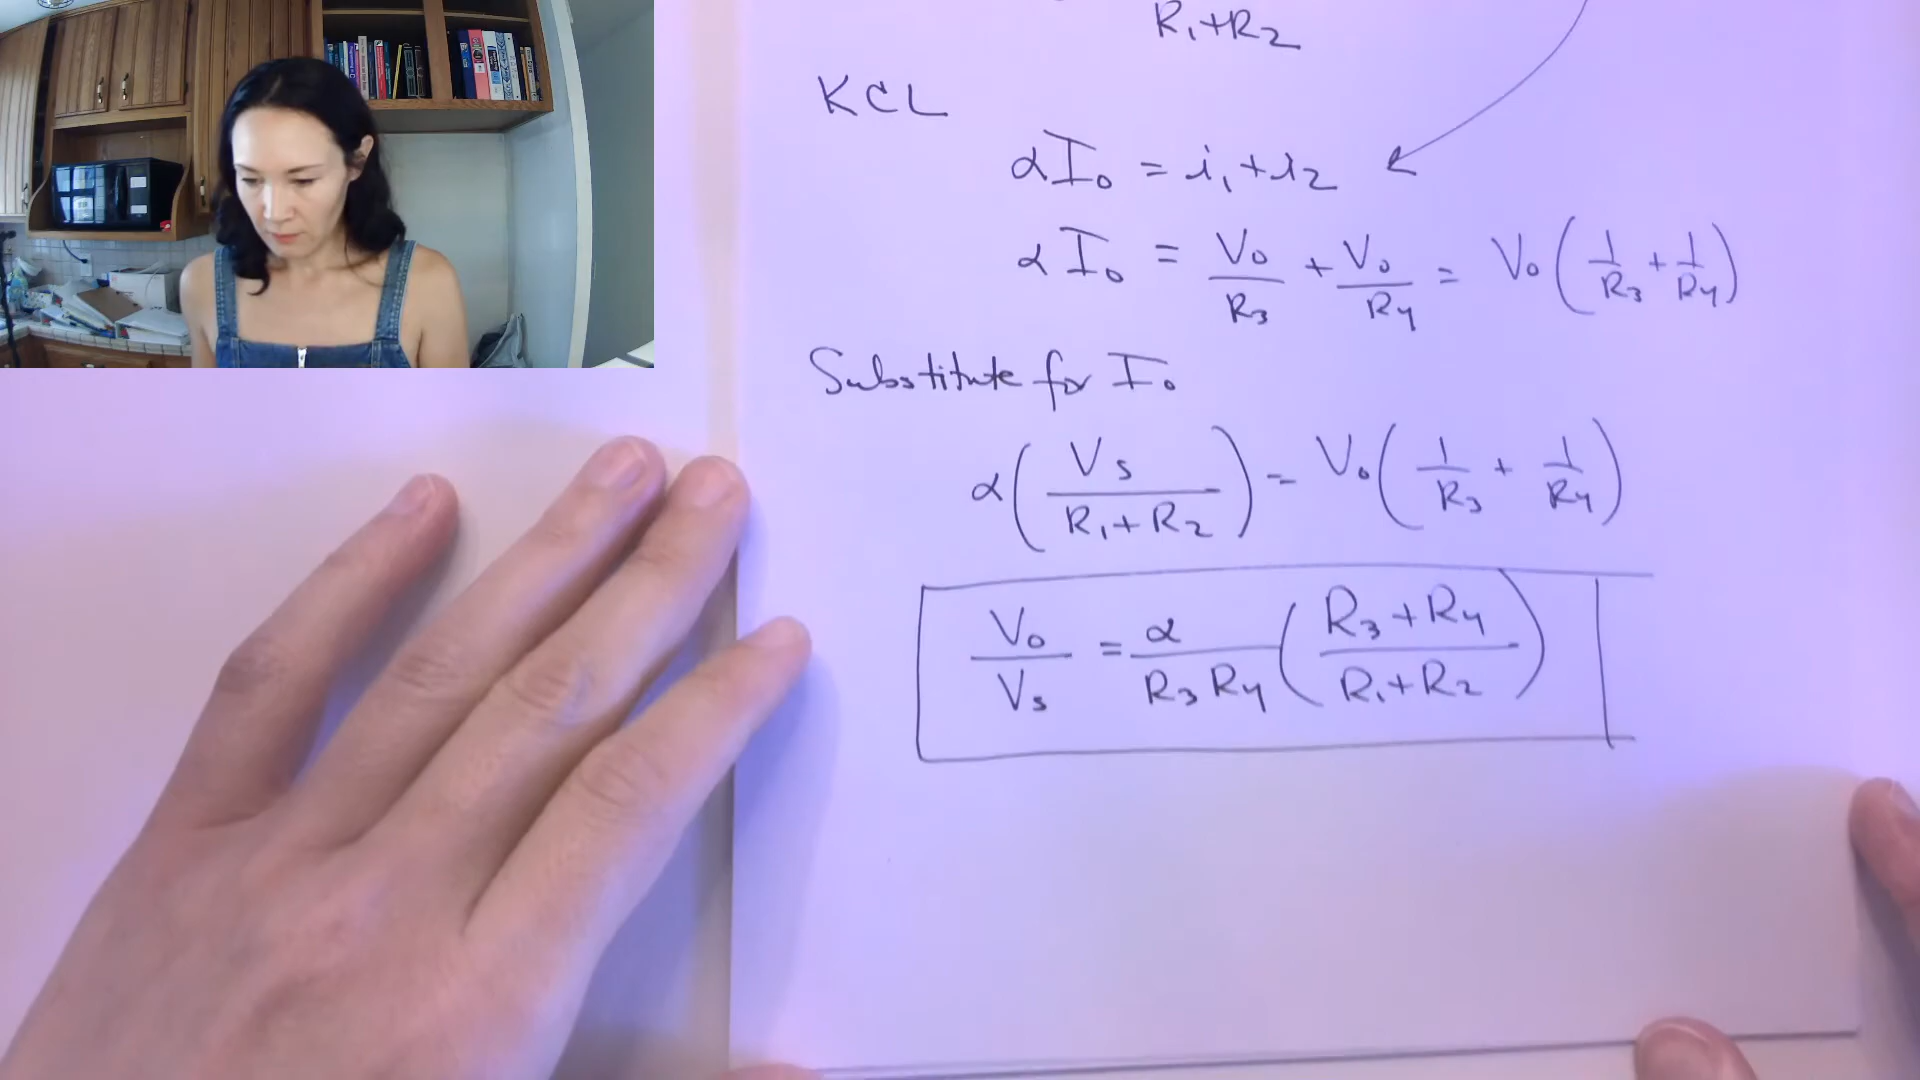 R₁+R₂
KCL
αI₀ = i₁+i₂
αI₀ = V₀/R₃ + V₀/R₄ = V₀(1/R₃ + 1/R₄)
Substitute for I₀
α(Vs/(R₁+R₂)) = V₀(1/R₃ + 1/R₄)
V₀/Vs = α/(R₃R₄) ((R₃+R₄)/(R₁+R₂))